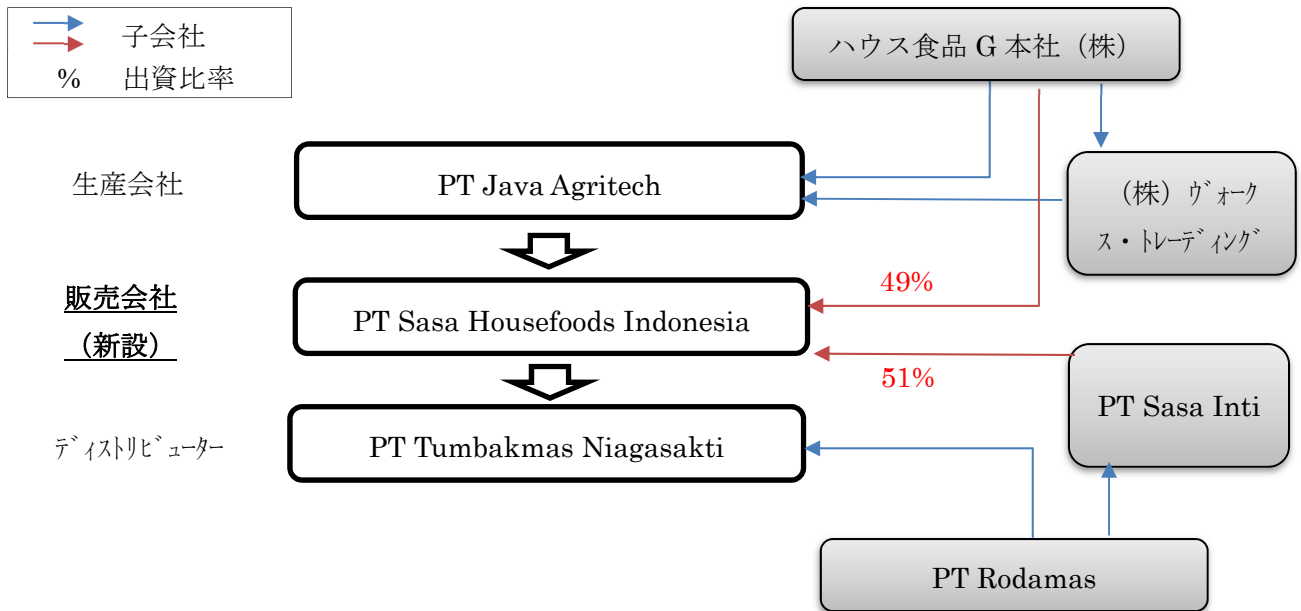 子会社
% 出資比率
ハウス食品 G 本社（株）
生産会社
PT Java Agritech
（株）ヴォーク
ス・トレーディング
販売会社
（新設）
PT Sasa Housefoods Indonesia
49%
51%
PT Sasa Inti
ディストリビューター
PT Tumbakmas Niagasakti
PT Rodamas